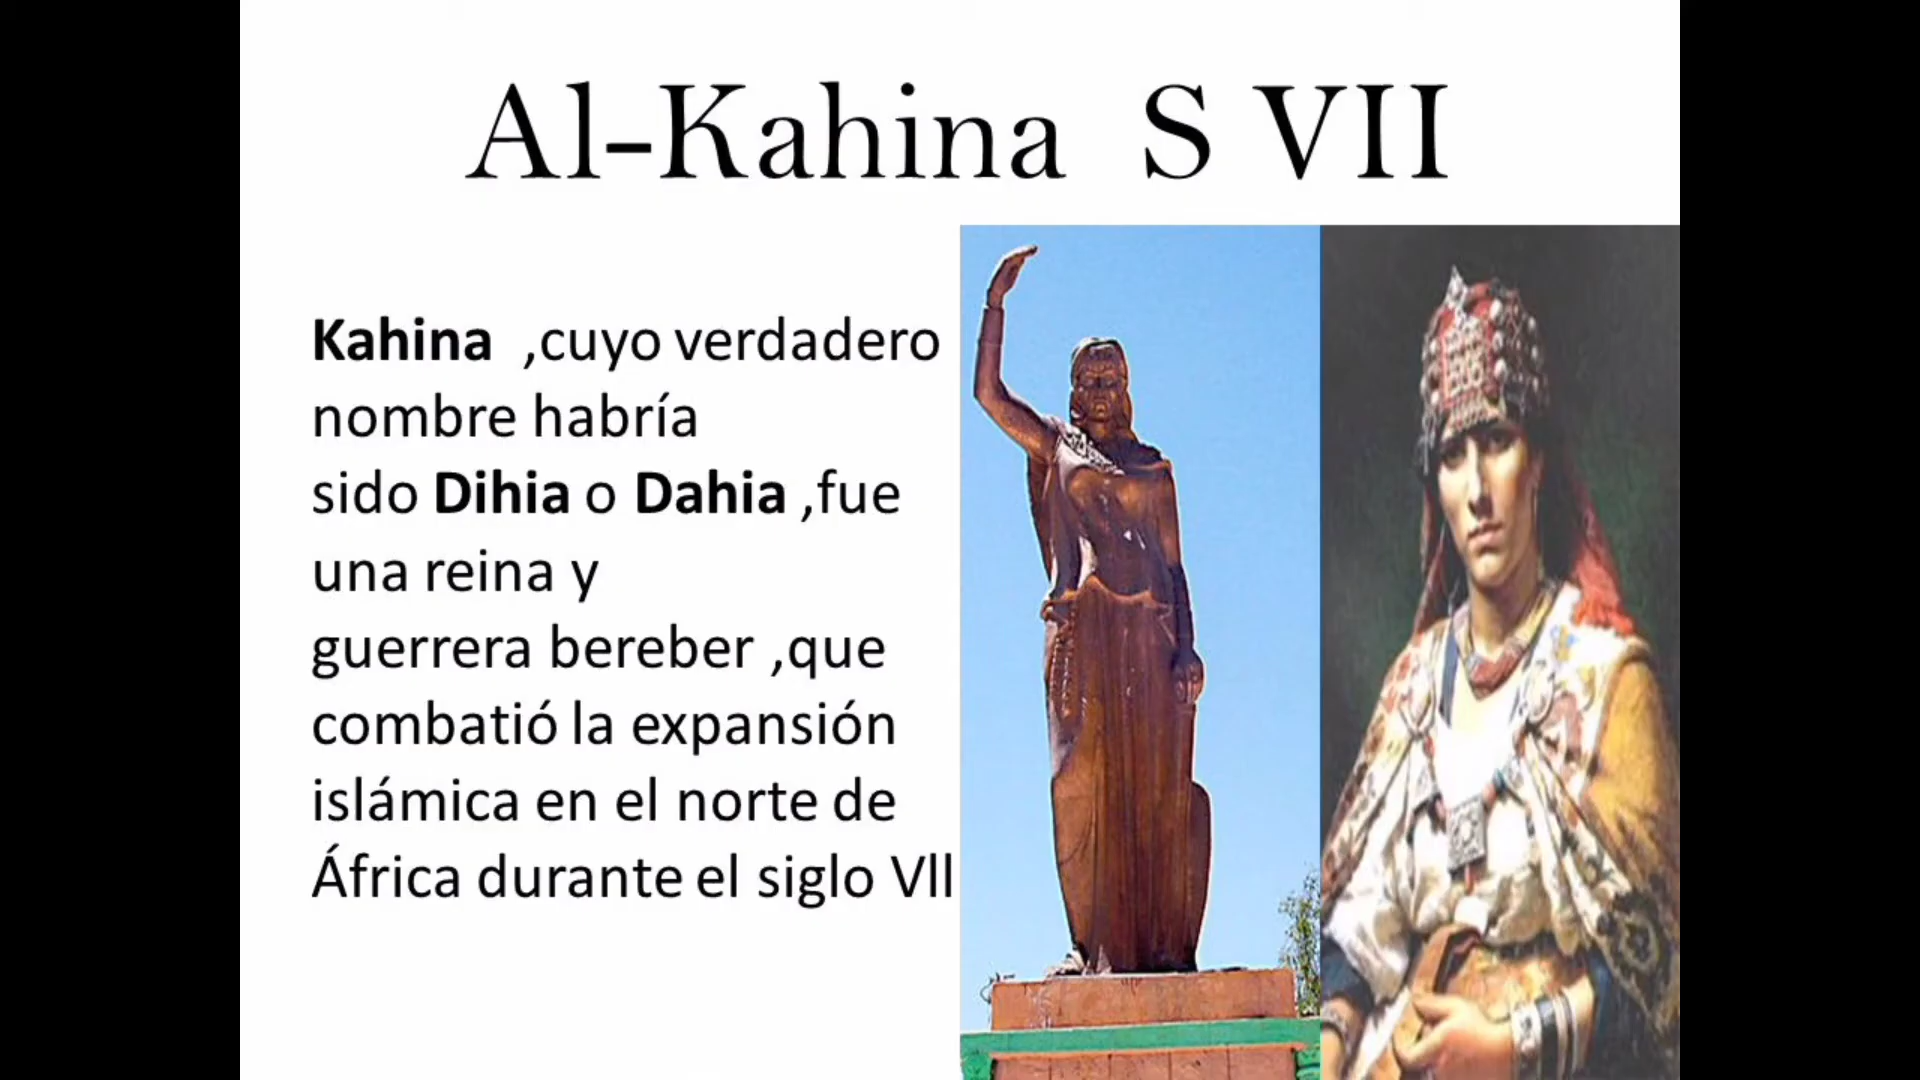 Al-Kahina S VII
Kahina ,cuyo verdadero
nombre habría
sido Dihia o Dahia ,fue
una reina y
guerrera bereber ,que
combatió la expansión
islámica en el norte de
África durante el siglo Vll